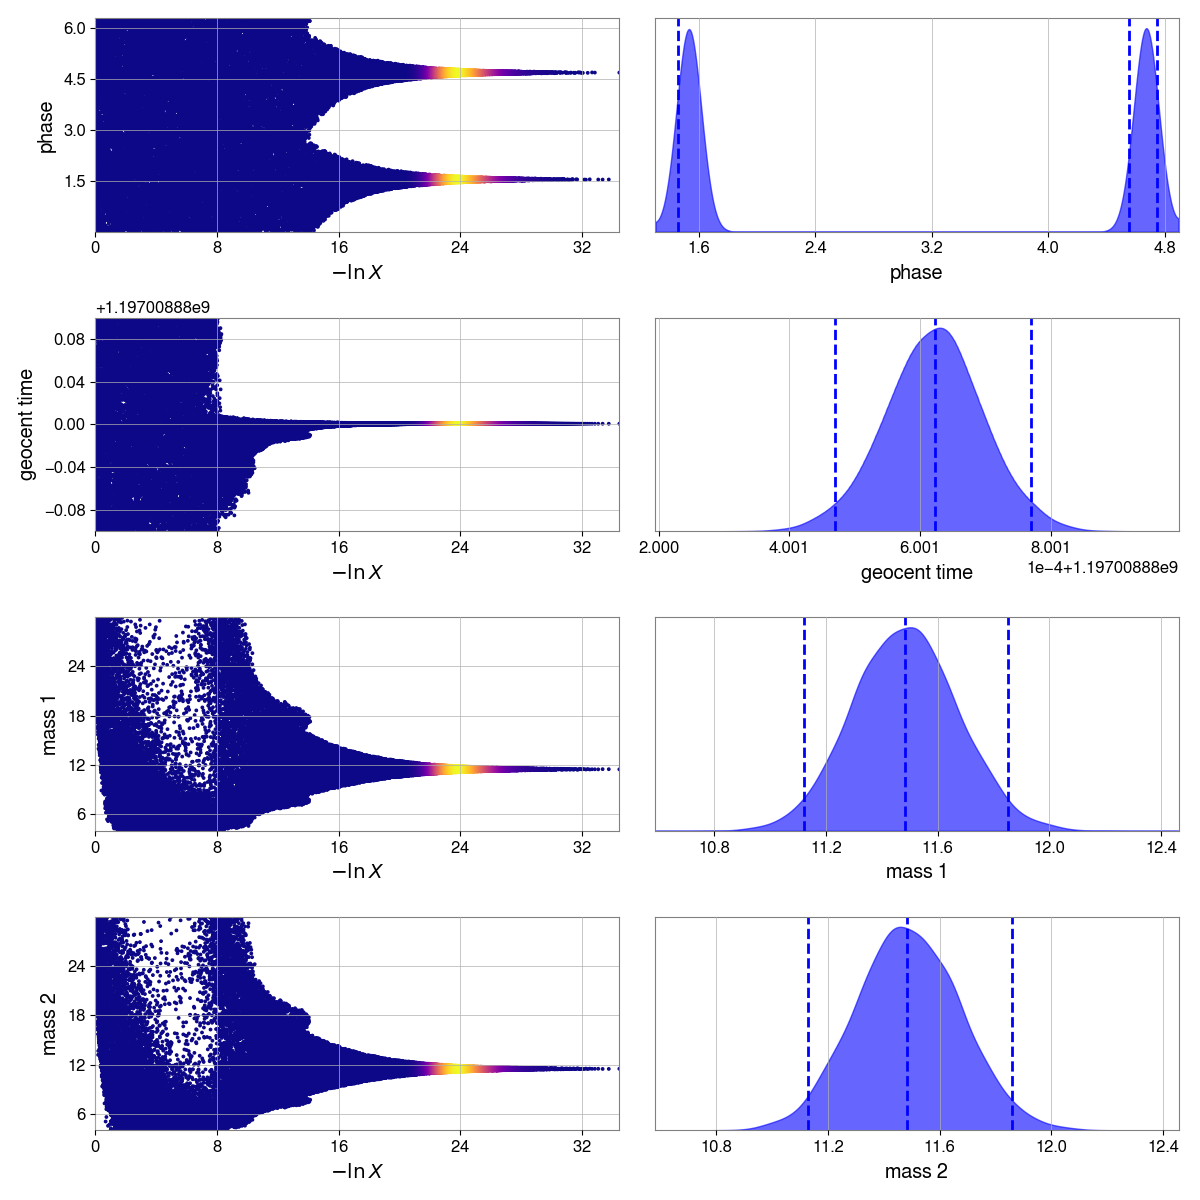 6.0
4.5
3.0
1.5
phase
0 8 16 24 32
−ln X
1.6 2.4 3.2 4.0 4.8
phase
+1.19700888e9
0.08
0.04
0.00
−0.04
−0.08
geocent time
0 8 16 24 32
−ln X
2.000 4.001 6.001 8.001
1e−4+1.19700888e9
geocent time
24
18
12
6
mass 1
0 8 16 24 32
−ln X
10.8 11.2 11.6 12.0 12.4
mass 1
24
18
12
6
mass 2
0 8 16 24 32
−ln X
10.8 11.2 11.6 12.0 12.4
mass 2